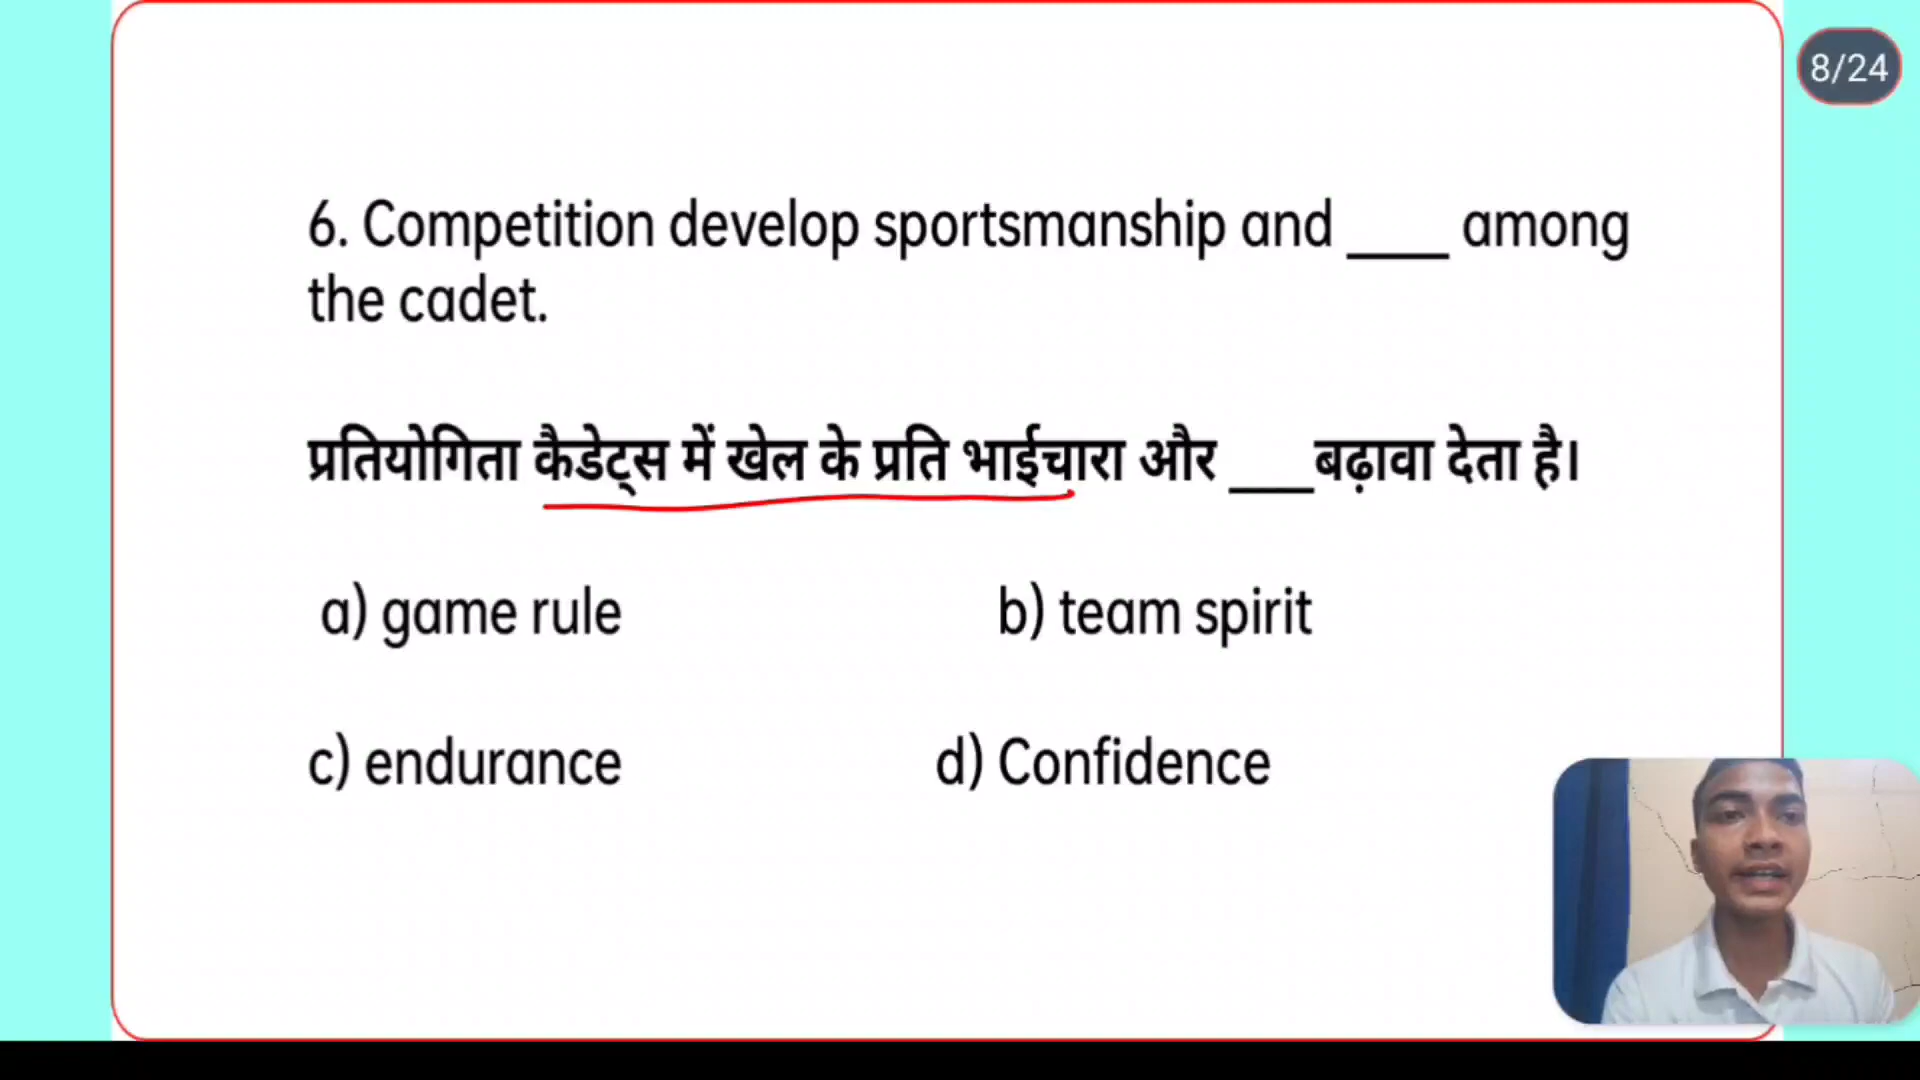 8/24
6. Competition develop sportsmanship and ____ among
the cadet.
प्रतियोगिता कैडेट्स में खेल के प्रति भाईचारा और ___बढ़ावा देता है।
a) game rule b) team spirit
c) endurance d) Confidence